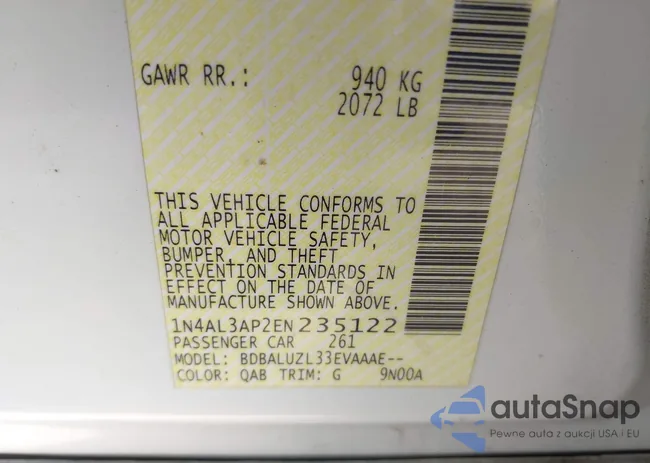 GAWR RR.: 940 KG
2072 LB
THIS VEHICLE CONFORMS TO
ALL APPLICABLE FEDERAL
MOTOR VEHICLE SAFETY,
BUMPER, AND THEFT
PREVENTION STANDARDS IN
EFFECT ON THE DATE OF
MANUFACTURE SHOWN ABOVE.
1N4AL3AP2EN235122
PASSENGER CAR 261
MODEL: BDBALUZL33EVAAAE--
COLOR: QAB TRIM: G 9N00A
autaSnap
Pewne auta z aukcji USA i EU